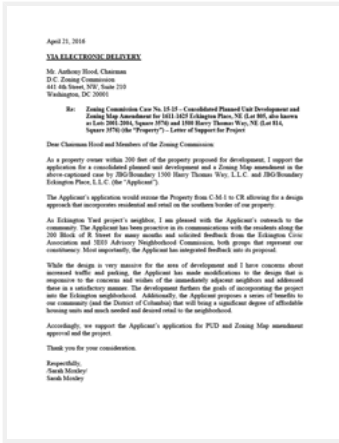 April 21, 2016
VIA ELECTRONIC DELIVERY
Mr. Anthony Hood, Chairman
D.C. Zoning Commission
441 4th Street, NW, Suite 210
Washington, DC 20001
Re: Zoning Commission Case No. 15-15 – Consolidated Planned Unit Development and
Zoning Map Amendment for 1611-1625 Eckington Place, NE (Lot 805, also known
as Lots 2001-2004, Square 3576) and 1500 Harry Thomas Way, NE (Lot 814,
Square 3576) (the “Property”) – Letter of Support for Project
Dear Chairman Hood and Members of the Zoning Commission:
As a property owner within 200 feet of the property proposed for development, I support the
application for a consolidated planned unit development and a Zoning Map amendment in the
above-captioned case by JBG/Boundary 1500 Harry Thomas Way, L.L.C. and JBG/Boundary
Eckington Place, L.L.C. (the “Applicant”).
The Applicant’s application would rezone the Property from C-M-1 to CR allowing for a design
approach that incorporates residential and retail on the southern border of our property.
As Eckington Yard project’s neighbor, I am pleased with the Applicant’s outreach to the
community. The Applicant has been proactive in its communications with the residents along the
200 Block of R Street for many months and solicited feedback from the Eckington Civic
Association and 5E03 Advisory Neighborhood Commission, both groups that represent our
constituency. Most importantly, the Applicant has integrated feedback into its proposal.
While the design is very massive for the area of development and I have concerns about
increased traffic and parking, the Applicant has made modifications to the design that is
responsive to the concerns and wishes of the immediately adjacent neighbors and addressed
these in a satisfactory manner. The development furthers the goals of incorporating the project
into the Eckington neighborhood. Additionally, the Applicant proposes a series of benefits to
our community (and the District of Columbia) that will bring a significant degree of affordable
housing units and much needed and desired retail to the neighborhood.
Accordingly, we support the Applicant’s application for PUD and Zoning Map amendment
approval and the project.
Thank you for your consideration.
Respectfully,
/Sarah Moxley/
Sarah Moxley